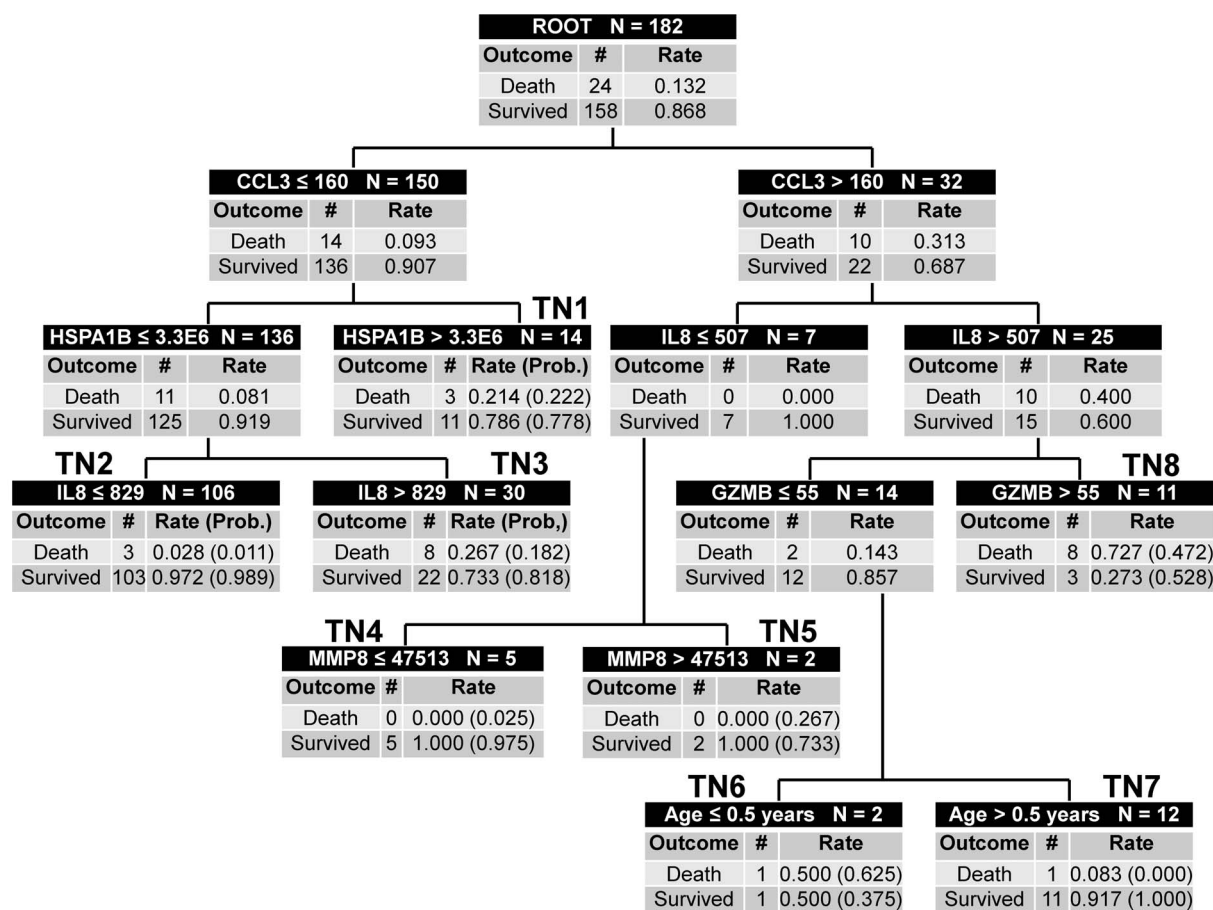 ROOT N = 182
Outcome # Rate
Death 24 0.132
Survived 158 0.868
CCL3 ≤ 160 N = 150
Outcome # Rate
Death 14 0.093
Survived 136 0.907
CCL3 > 160 N = 32
Outcome # Rate
Death 10 0.313
Survived 22 0.687
HSPA1B ≤ 3.3E6 N = 136
Outcome # Rate
Death 11 0.081
Survived 125 0.919
TN1
HSPA1B > 3.3E6 N = 14
Outcome # Rate (Prob.)
Death 3 0.214 (0.222)
Survived 11 0.786 (0.778)
IL8 ≤ 507 N = 7
Outcome # Rate
Death 0 0.000
Survived 7 1.000
IL8 > 507 N = 25
Outcome # Rate
Death 10 0.400
Survived 15 0.600
TN2
IL8 ≤ 829 N = 106
Outcome # Rate (Prob.)
Death 3 0.028 (0.011)
Survived 103 0.972 (0.989)
TN3
IL8 > 829 N = 30
Outcome # Rate (Prob,)
Death 8 0.267 (0.182)
Survived 22 0.733 (0.818)
GZMB ≤ 55 N = 14
Outcome # Rate
Death 2 0.143
Survived 12 0.857
TN8
GZMB > 55 N = 11
Outcome # Rate
Death 8 0.727 (0.472)
Survived 3 0.273 (0.528)
TN4
MMP8 ≤ 47513 N = 5
Outcome # Rate
Death 0 0.000 (0.025)
Survived 5 1.000 (0.975)
TN5
MMP8 > 47513 N = 2
Outcome # Rate
Death 0 0.000 (0.267)
Survived 2 1.000 (0.733)
TN6
Age ≤ 0.5 years N = 2
Outcome # Rate
Death 1 0.500 (0.625)
Survived 1 0.500 (0.375)
TN7
Age > 0.5 years N = 12
Outcome # Rate
Death 1 0.083 (0.000)
Survived 11 0.917 (1.000)